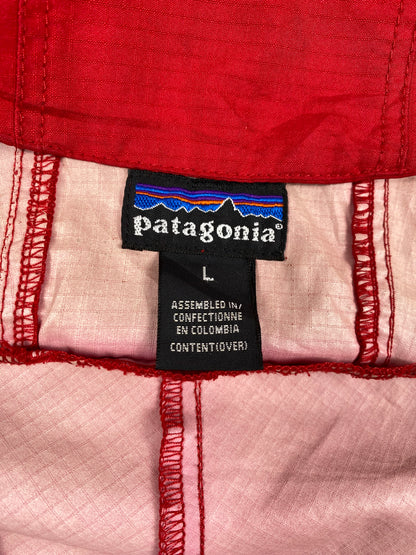 patagonia®
L
ASSEMBLED IN/
CONFECTIONNE
EN COLOMBIA
CONTENT(OVER)